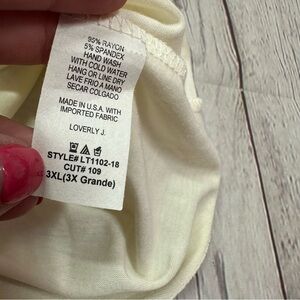 95% RAYON
5% SPANDEX
HAND WASH
WITH COLD WATER
HANG OR LINE DRY
LAVE FRIO A MANO
SECAR COLGADO
MADE IN U.S.A. WITH
IMPORTED FABRIC
LOVERLY J.
STYLE# LT1102-18
CUT# 109
3XL(3X Grande)